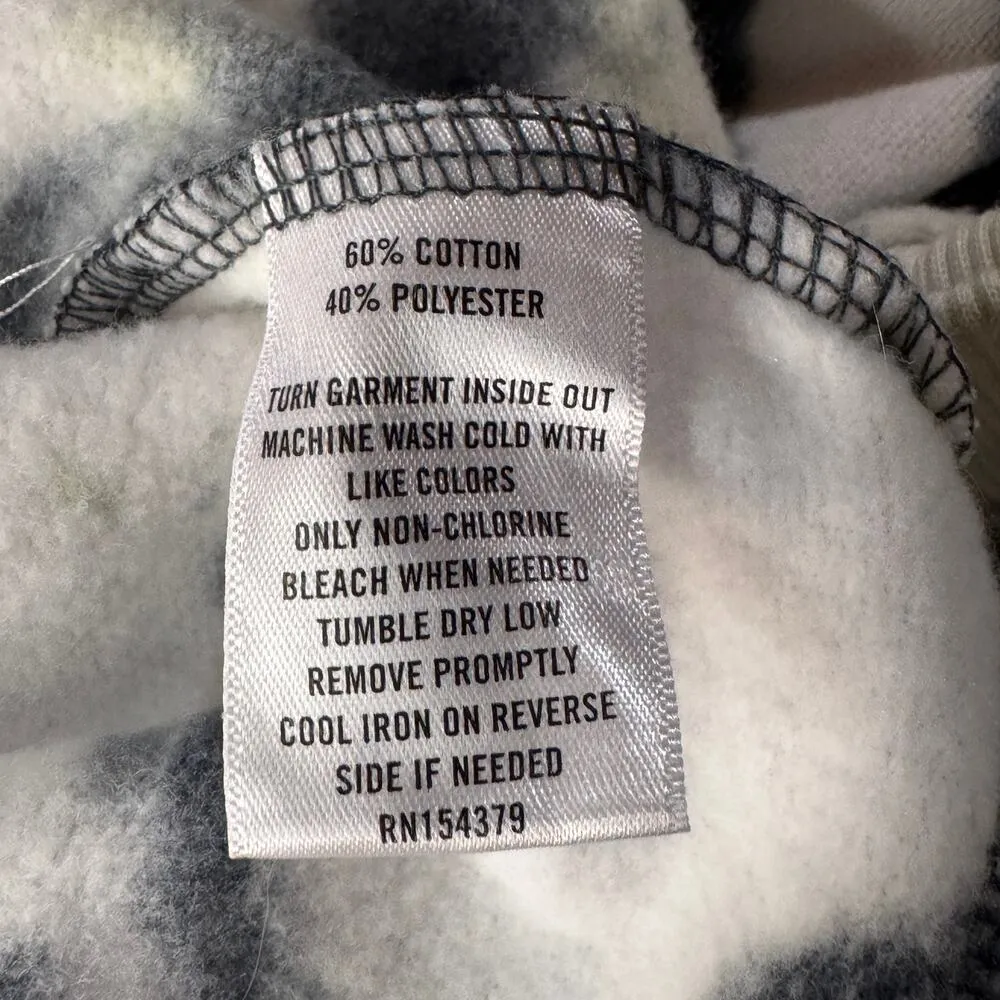 60% COTTON
40% POLYESTER
TURN GARMENT INSIDE OUT
MACHINE WASH COLD WITH
LIKE COLORS
ONLY NON-CHLORINE
BLEACH WHEN NEEDED
TUMBLE DRY LOW
REMOVE PROMPTLY
COOL IRON ON REVERSE
SIDE IF NEEDED
RN154379